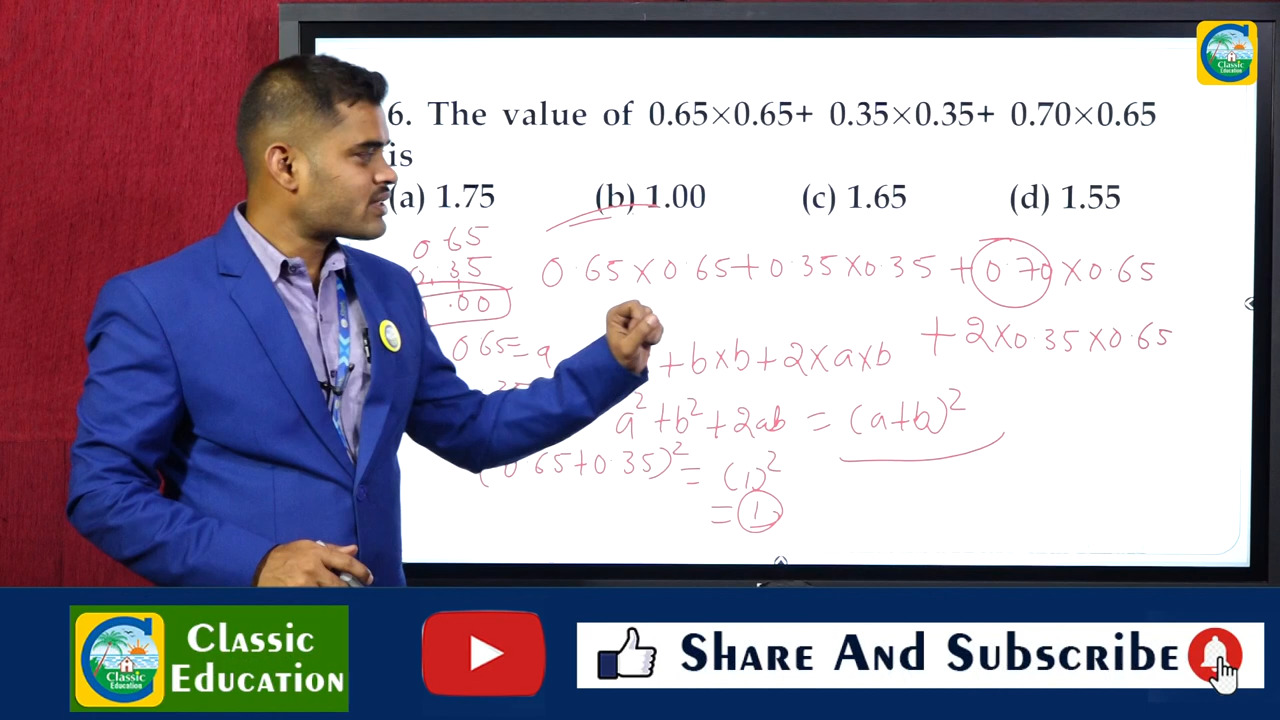 Classic
Education
6. The value of 0.65×0.65+ 0.35×0.35+ 0.70×0.65
is
(a) 1.75 (b) 1.00 (c) 1.65 (d) 1.55
0.65
.35
.00
0.65×0.65+0.35×0.35 +0.70×0.65
+2×0.35×0.65
0.65=a
+b×b+2×a×b
a²+b²+2ab = (a+b)²
(0.65+0.35)² = (1)²
= 1
Classic
Education
Classic
Education
Share And Subscribe